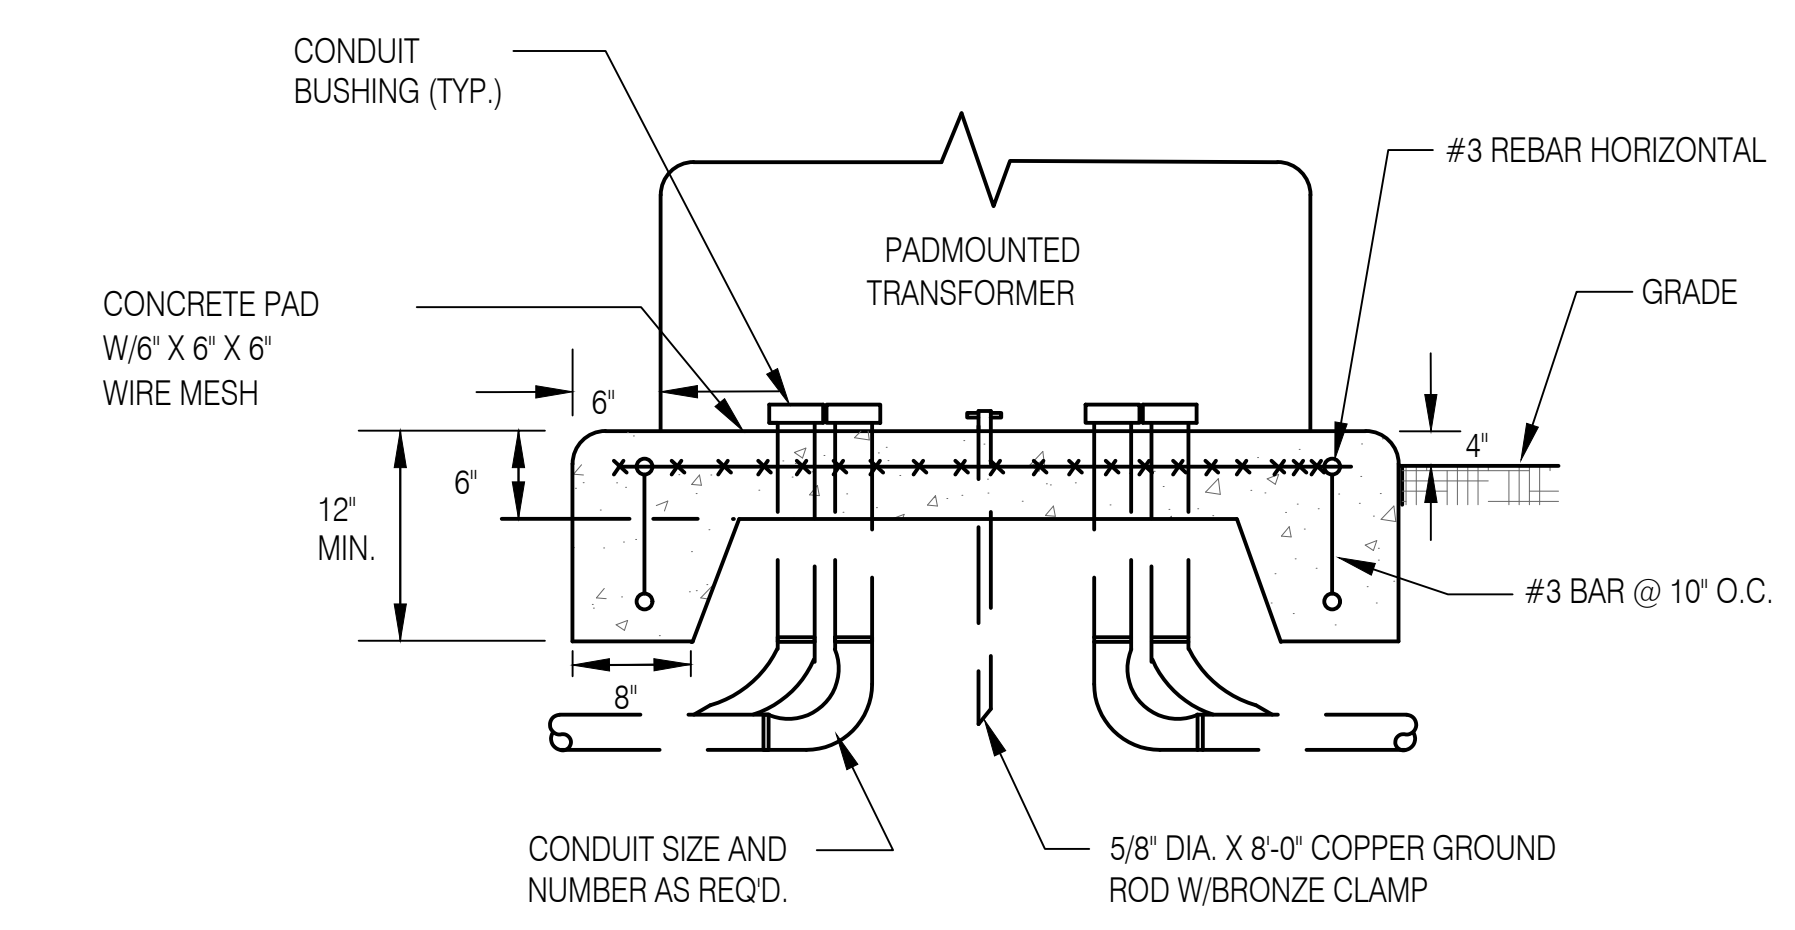 CONDUIT
BUSHING (TYP.)
#3 REBAR HORIZONTAL
PADMOUNTED
TRANSFORMER
GRADE
CONCRETE PAD
W/6" X 6" X 6"
WIRE MESH
6"
4"
6"
12"
MIN.
#3 BAR @ 10" O.C.
8"
CONDUIT SIZE AND
NUMBER AS REQ'D.
5/8" DIA. X 8'-0" COPPER GROUND
ROD W/BRONZE CLAMP